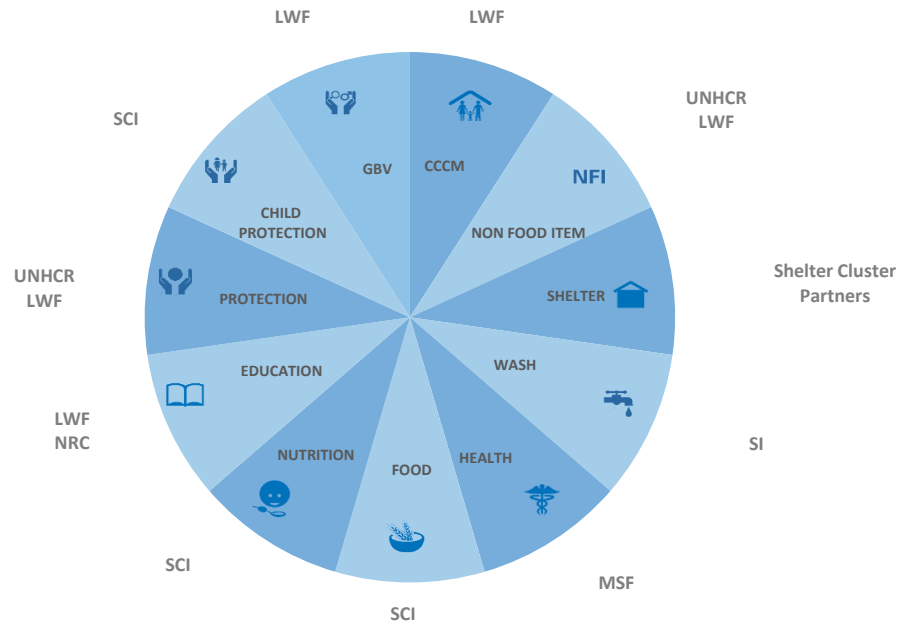 LWF
LWF
UNHCR
LWF
SCI
GBV
CCCM
NFI
CHILD
PROTECTION
NON FOOD ITEM
UNHCR
LWF
PROTECTION
SHELTER
Shelter Cluster
Partners
EDUCATION
WASH
LWF
NRC
NUTRITION
FOOD
HEALTH
SI
SCI
SCI
MSF